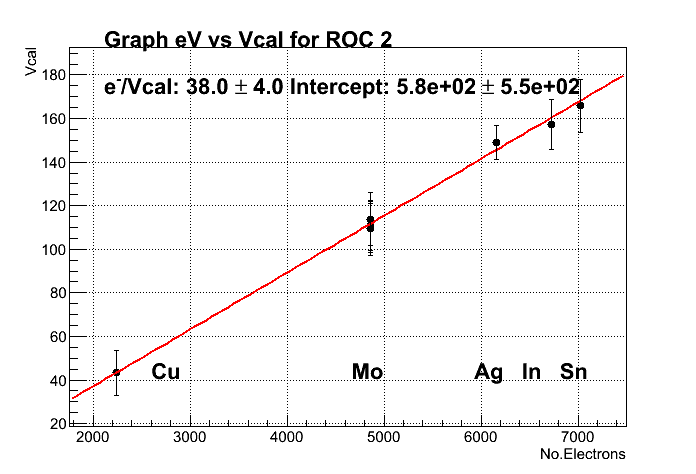 Graph eV vs Vcal for ROC 2
Vcal
e⁻/Vcal: 38.0 ± 4.0 Intercept: 5.8e+02 ± 5.5e+02
180
160
140
120
100
80
60
40
20
Cu Mo Ag In Sn
2000 3000 4000 5000 6000 7000
No.Electrons